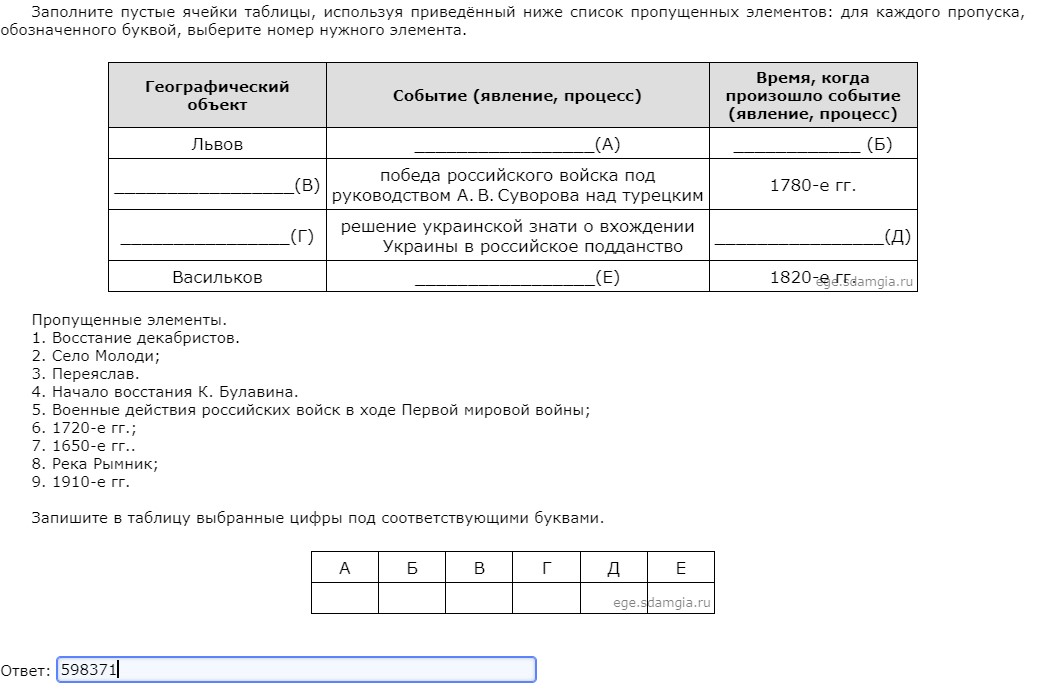 Заполните пустые ячейки таблицы, используя приведённый ниже список пропущенных элементов: для каждого пропуска,
обозначенного буквой, выберите номер нужного элемента.
Географический объект
Событие (явление, процесс)
Время, когда произошло событие (явление, процесс)
Львов
_________________(А)
____________ (Б)
_________________(В)
победа российского войска под
руководством А. В. Суворова над турецким
1780-е гг.
________________(Г)
решение украинской знати о вхождении
Украины в российское подданство
________________(Д)
Васильков
_________________(Е)
1820-е гг.
ege.sdamgia.ru
Пропущенные элементы.
1. Восстание декабристов.
2. Село Молоди;
3. Переяслав.
4. Начало восстания К. Булавина.
5. Военные действия российских войск в ходе Первой мировой войны;
6. 1720-е гг.;
7. 1650-е гг..
8. Река Рымник;
9. 1910-е гг.
Запишите в таблицу выбранные цифры под соответствующими буквами.
А Б В Г Д Е
ege.sdamgia.ru
Ответ: 598371